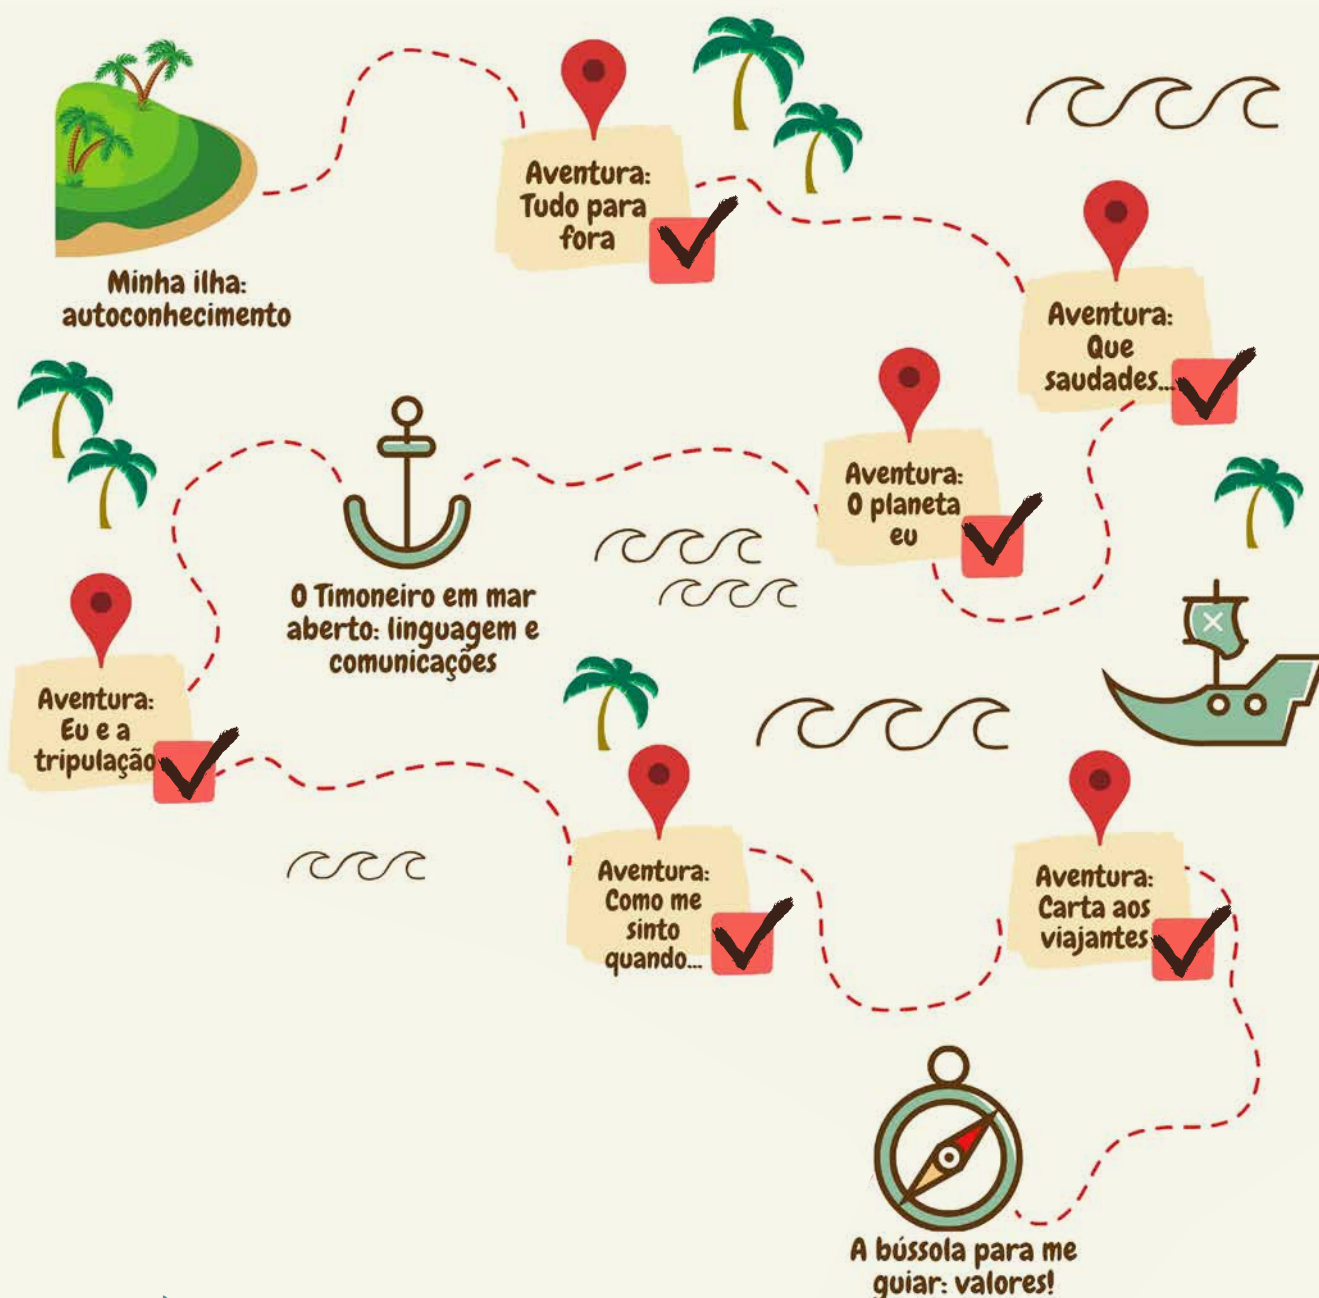 Minha ilha:
autoconhecimento
Aventura:
Tudo para
fora
Aventura:
Que
saudades...
Aventura:
O planeta
eu
O Timoneiro em mar
aberto: linguagem e
comunicações
Aventura:
Eu e a
tripulação
Aventura:
Como me
sinto
quando...
Aventura:
Carta aos
viajantes
A bússola para me
guiar: valores!